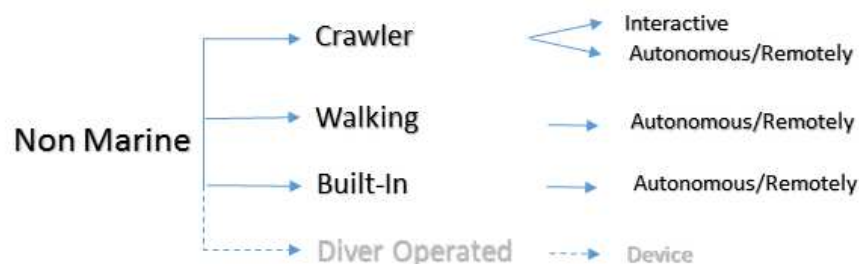 Crawler
Interactive
Autonomous/Remotely
Non Marine
Walking
Autonomous/Remotely
Built-In
Autonomous/Remotely
Diver Operated
Device